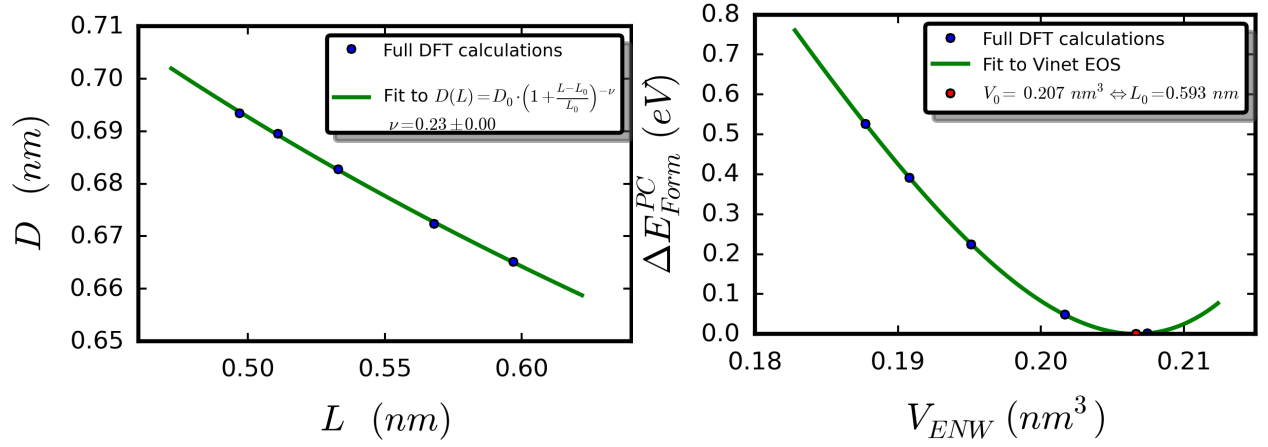 0.71
0.70
0.69
0.68
0.67
0.66
0.65
D (nm)
Full DFT calculations
Fit to D(L)=D₀·(1+(L−L₀)/L₀)^−ν
ν=0.23±0.00
0.50 0.55 0.60
L (nm)
0.8
0.7
0.6
0.5
0.4
0.3
0.2
0.1
0.0
ΔE^PC_Form (eV)
Full DFT calculations
Fit to Vinet EOS
V₀= 0.207 nm³ ⇔L₀=0.593 nm
0.18 0.19 0.20 0.21
V_ENW (nm³)